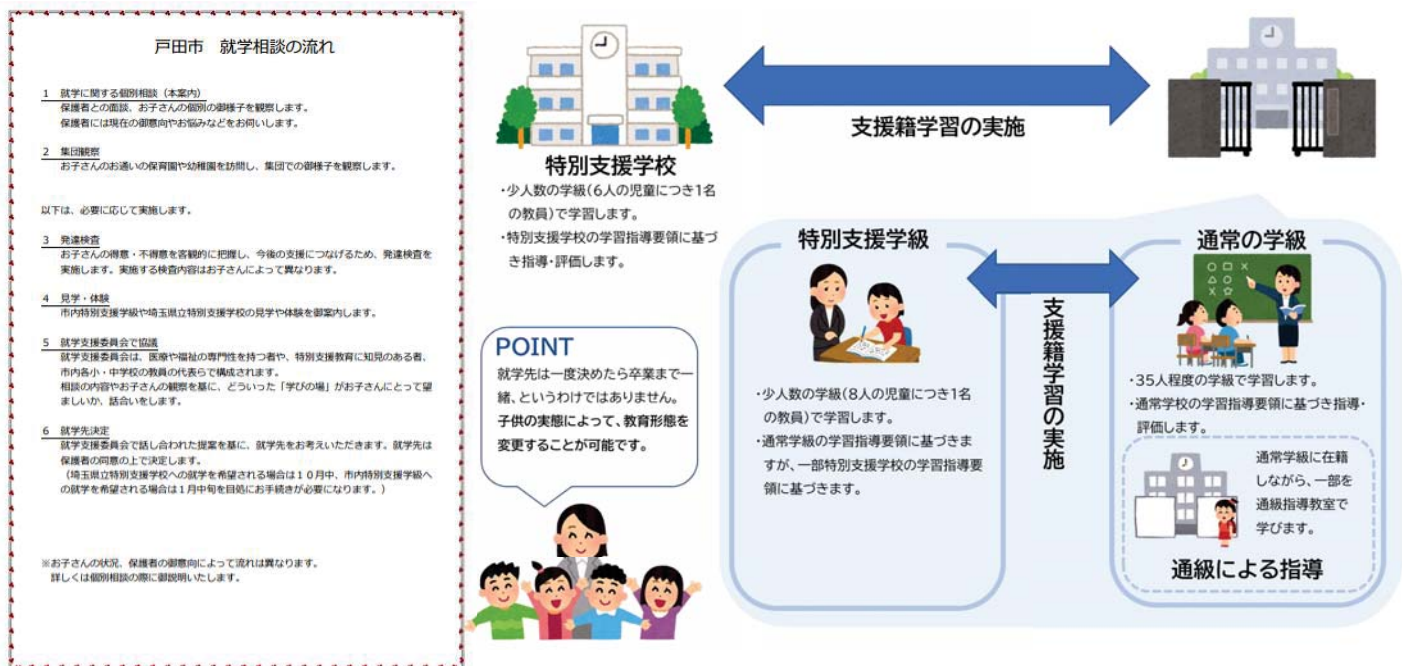 戸田市　就学相談の流れ
1　就学に関する個別相談（本案内）
保護者との面談、お子さんの個別の御様子を観察します。
保護者には現在の御意向やお悩みなどをお伺いします。
2　集団観察
お子さんのお通いの保育園や幼稚園を訪問し、集団での御様子を観察します。
以下は、必要に応じて実施します。
3　発達検査
お子さんの得意・不得意を客観的に把握し、今後の支援につなげるため、発達検査を
実施します。実施する検査内容はお子さんによって異なります。
4　見学・体験
市内特別支援学級や埼玉県立特別支援学校の見学や体験を御案内します。
5　就学支援委員会で協議
就学支援委員会は、医療や福祉の専門性を持つ者や、特別支援教育に知見のある者、
市内各小・中学校の教員の代表らで構成されます。
相談の内容やお子さんの観察を基に、どういった「学びの場」がお子さんにとって望
ましいか、話合いをします。
6　就学先決定
就学支援委員会で話し合われた提案を基に、就学先をお考えいただきます。就学先は
保護者の同意の上で決定します。
（埼玉県立特別支援学校への就学を希望される場合は１０月中、市内特別支援学級へ
の就学を希望される場合は１月中旬を目処にお手続きが必要になります。）
※お子さんの状況、保護者の御意向によって流れは異なります。
詳しくは個別相談の際に御説明いたします。
特別支援学校
・少人数の学級(6人の児童につき1名
の教員)で学習します。
・特別支援学校の学習指導要領に基づ
き指導・評価します。
支援籍学習の実施
POINT
就学先は一度決めたら卒業まで一
緒、というわけではありません。
子供の実態によって、教育形態を
変更することが可能です。
特別支援学級
・少人数の学級(8人の児童につき1名
の教員)で学習します。
・通常学級の学習指導要領に基づきま
すが、一部特別支援学校の学習指導要
領に基づきます。
支援籍学習の実施
通常の学級
・35人程度の学級で学習します。
・通常学校の学習指導要領に基づき指導・
評価します。
通常学級に在籍
しながら、一部を
通級指導教室で
学びます。
通級による指導